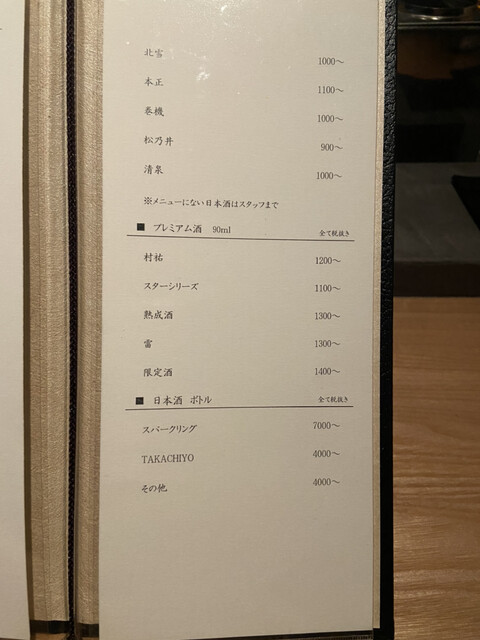 北雪 1000～
本正 1100～
巻機 1000～
松乃井 900～
清泉 1000～
※メニューにない日本酒はスタッフまで
■ プレミアム酒 90ml 全て税抜き
村祐 1200～
スターシリーズ 1100～
熟成酒 1300～
雷 1300～
限定酒 1400～
■ 日本酒 ボトル 全て税抜き
スパークリング 7000～
TAKACHIYO 4000～
その他 4000～